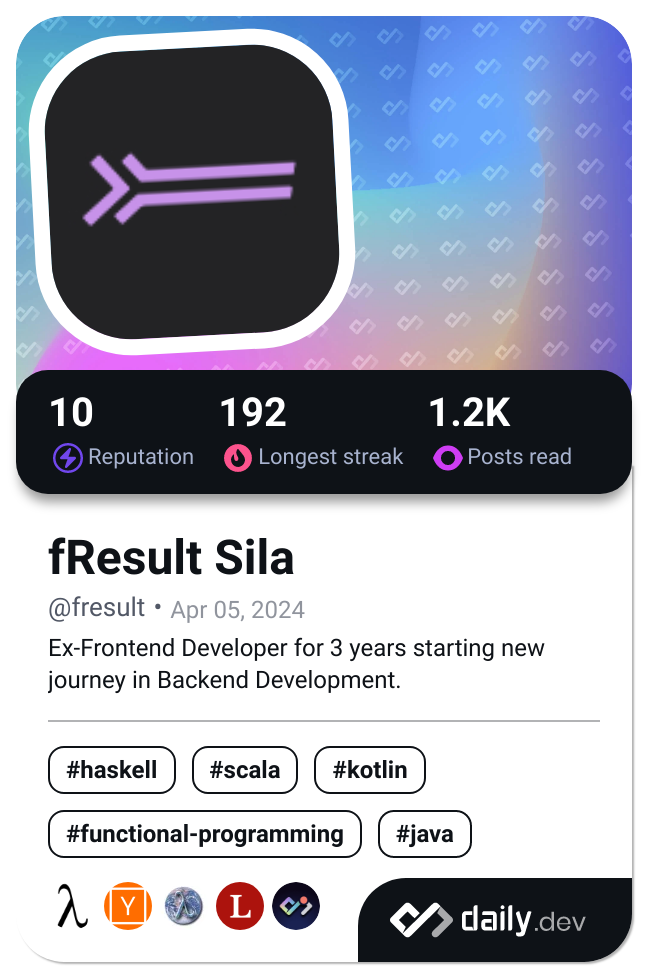 10 192 1.2K
Reputation Longest streak Posts read
fResult Sila
@fresult • Apr 05, 2024
Ex-Frontend Developer for 3 years starting new
journey in Backend Development.
#haskell #scala #kotlin
#functional-programming #java
λ Y λ L
daily.dev